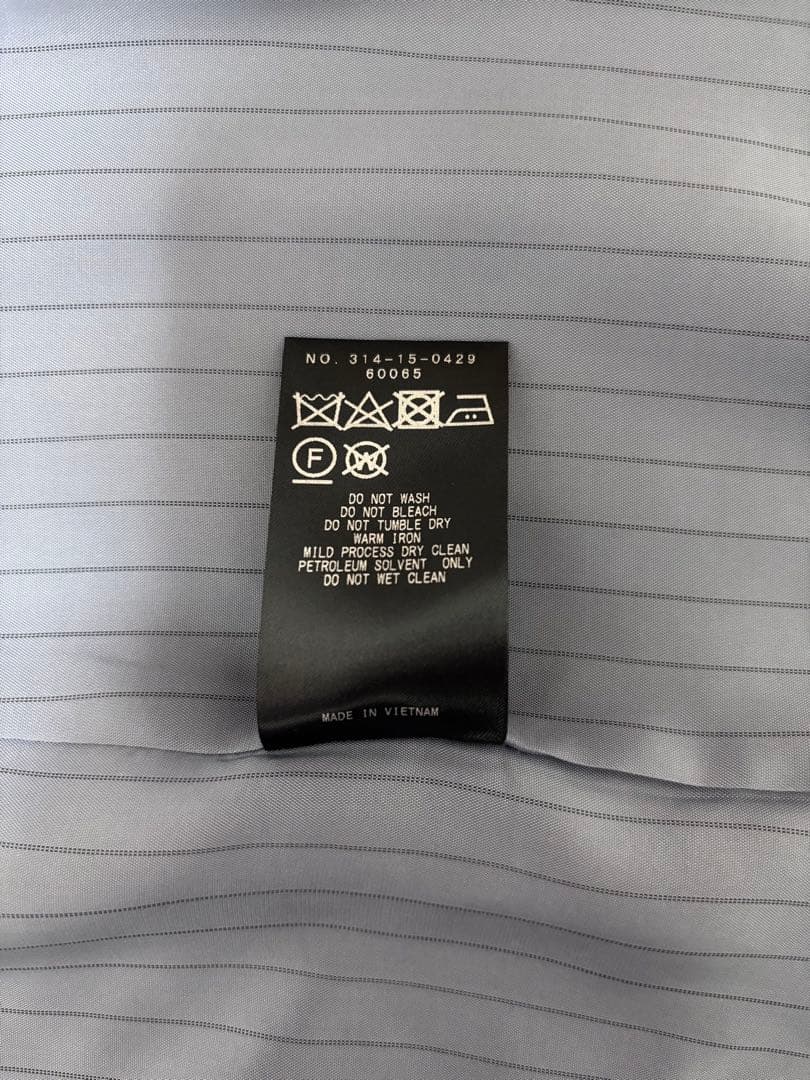 NO. 314-15-0429
60065
F W
DO NOT WASH
DO NOT BLEACH
DO NOT TUMBLE DRY
WARM IRON
MILD PROCESS DRY CLEAN
PETROLEUM SOLVENT ONLY
DO NOT WET CLEAN
MADE IN VIETNAM